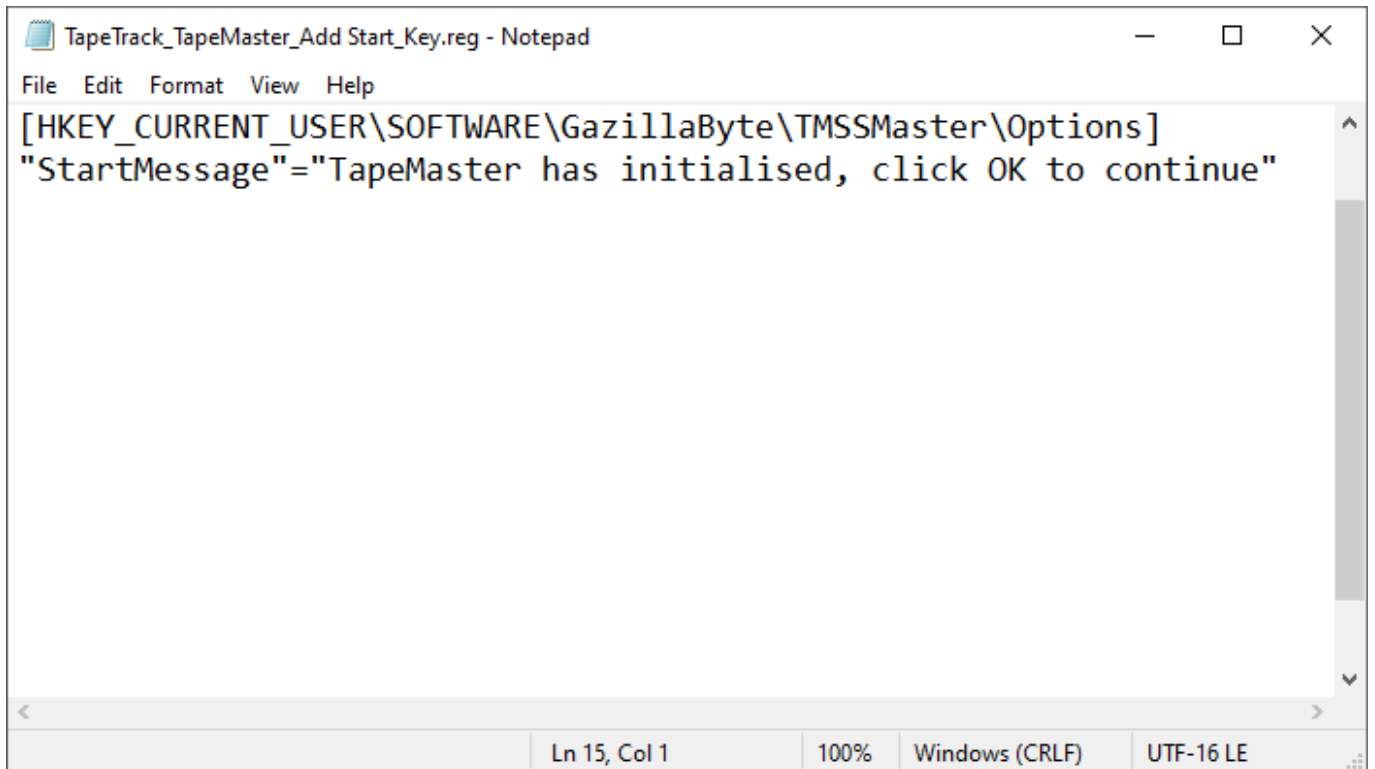 TapeTrack_TapeMaster_Add Start_Key.reg - Notepad
File Edit Format View Help
[HKEY_CURRENT_USER\SOFTWARE\GazillaByte\TMSSMaster\Options]
"StartMessage"="TapeMaster has initialised, click OK to continue"
Ln 15, Col 1 100% Windows (CRLF) UTF-16 LE